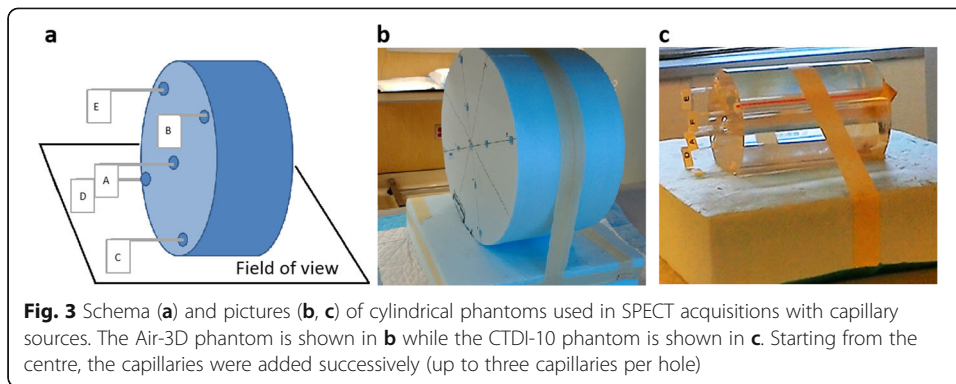 a
b
c
E
B
A
D
C
Field of view
Fig. 3 Schema (a) and pictures (b, c) of cylindrical phantoms used in SPECT acquisitions with capillary
sources. The Air-3D phantom is shown in b while the CTDI-10 phantom is shown in c. Starting from the
centre, the capillaries were added successively (up to three capillaries per hole)